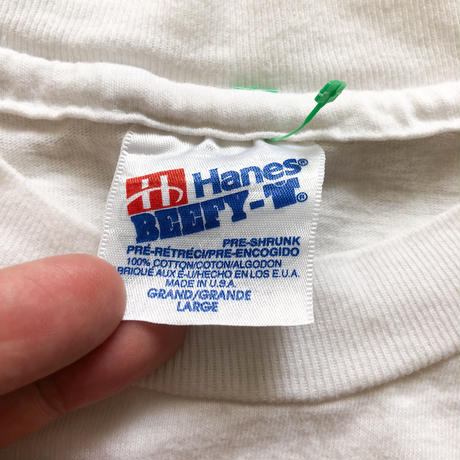 H Hanes®
BEEFY-T®
PRE-SHRUNK
PRÉ-RÉTRÉCI/PRE-ENCOGIDO
100% COTTON/COTON/ALGODON
BRIQUÉ AUX E-U/HECHO EN LOS E.U.A.
MADE IN U.S.A.
GRAND/GRANDE
LARGE